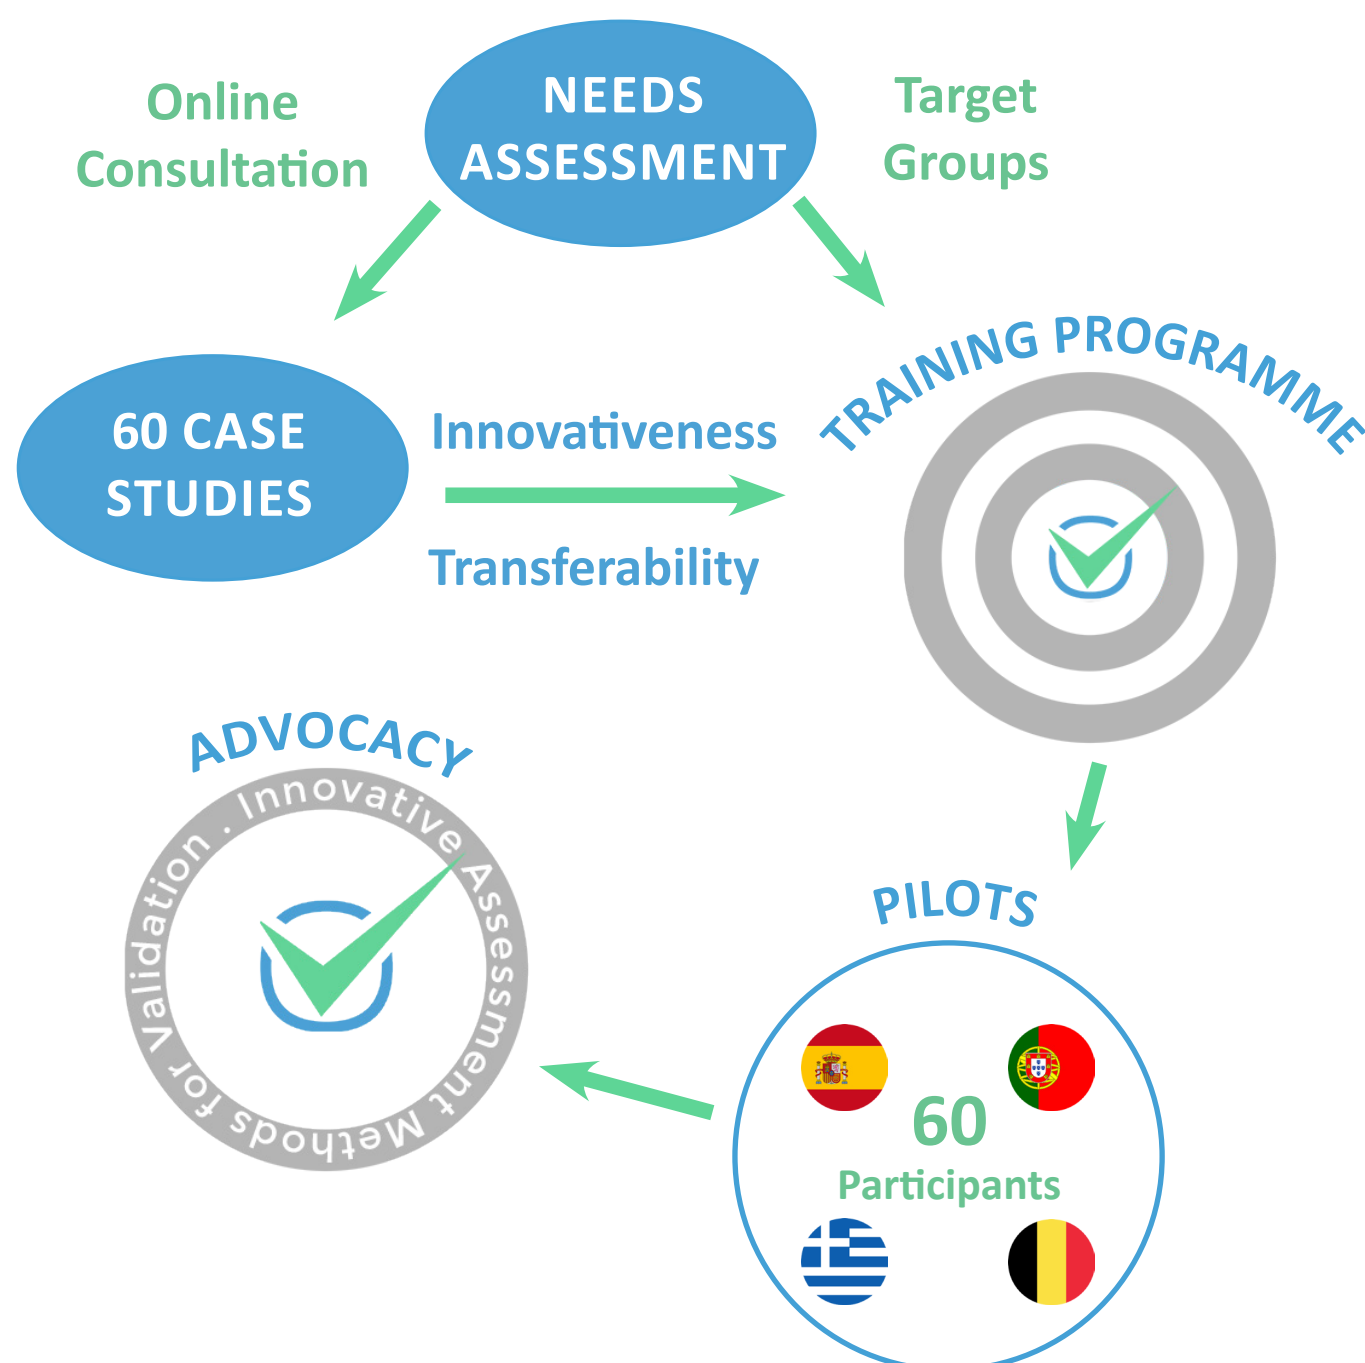 Online
Consultation
NEEDS
ASSESSMENT
Target
Groups
60 CASE
STUDIES
Innovativeness
Transferability
TRAINING PROGRAMME
ADVOCACY
Innovative Assessment Methods for Validation .
PILOTS
60
Participants